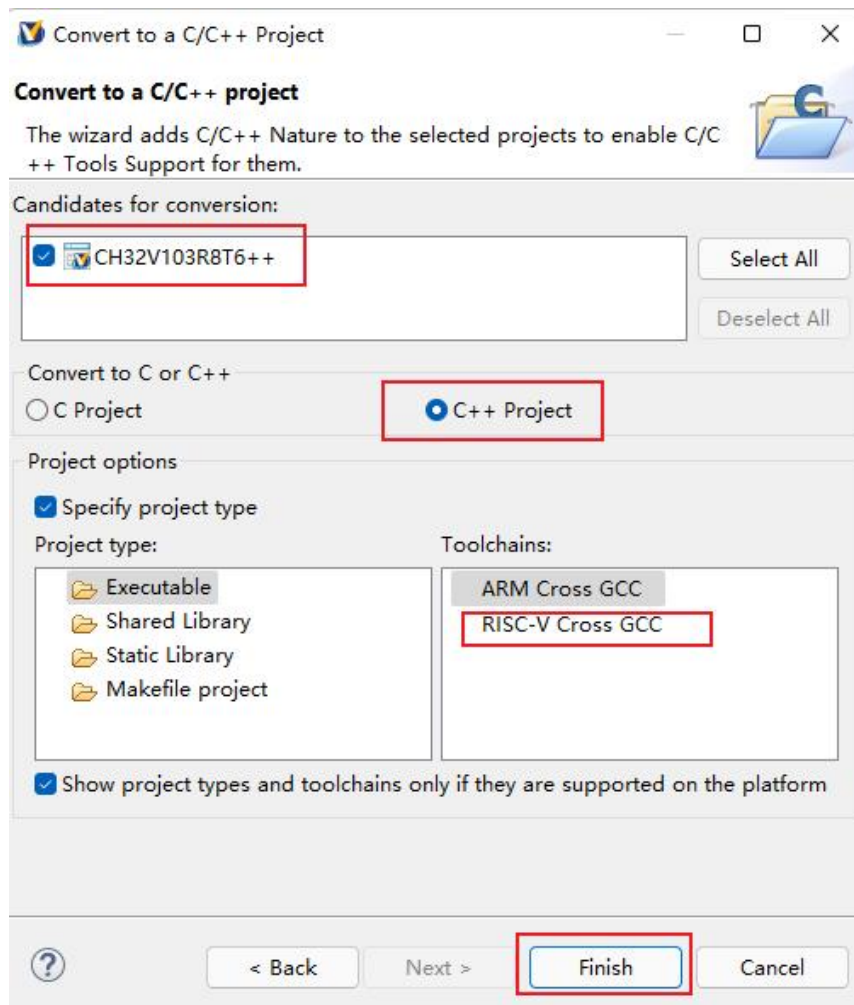 Convert to a C/C++ Project
Convert to a C/C++ project
The wizard adds C/C++ Nature to the selected projects to enable C/C
++ Tools Support for them.
Candidates for conversion:
CH32V103R8T6++
Select All
Deselect All
Convert to C or C++
C Project
C++ Project
Project options
Specify project type
Project type:
Toolchains:
Executable
ARM Cross GCC
Shared Library
RISC-V Cross GCC
Static Library
Makefile project
Show project types and toolchains only if they are supported on the platform
< Back
Next >
Finish
Cancel